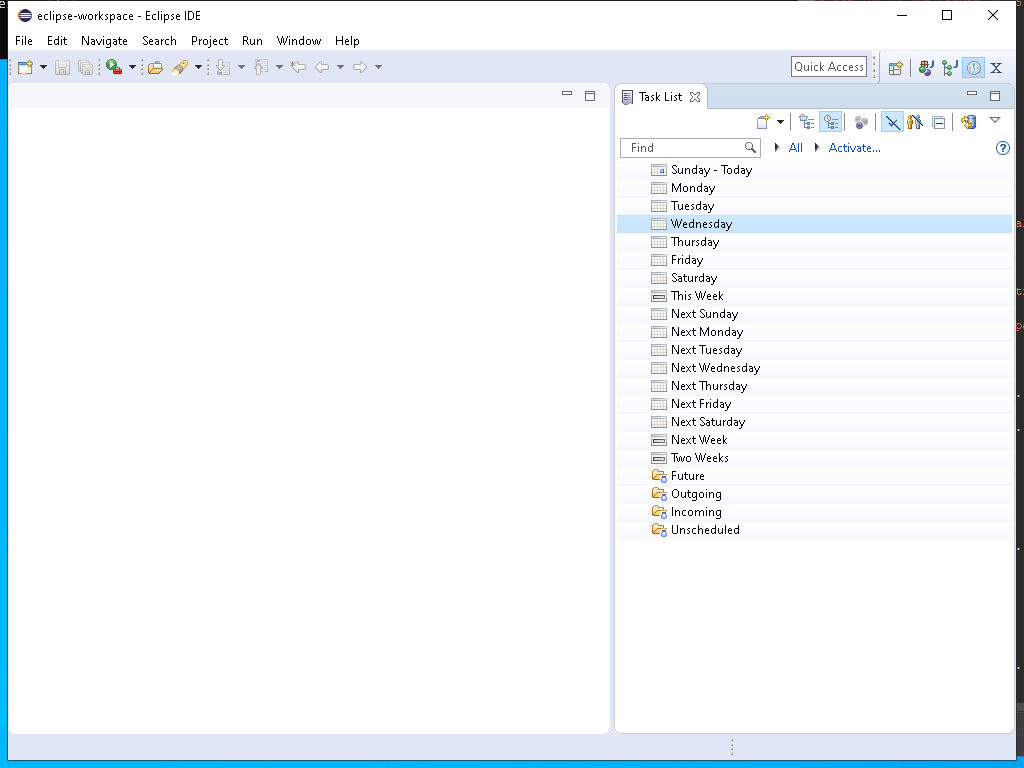 eclipse-workspace - Eclipse IDE
File Edit Navigate Search Project Run Window Help
Quick Access
Task List
Find All Activate...
Sunday - Today
Monday
Tuesday
Wednesday
Thursday
Friday
Saturday
This Week
Next Sunday
Next Monday
Next Tuesday
Next Wednesday
Next Thursday
Next Friday
Next Saturday
Next Week
Two Weeks
Future
Outgoing
Incoming
Unscheduled